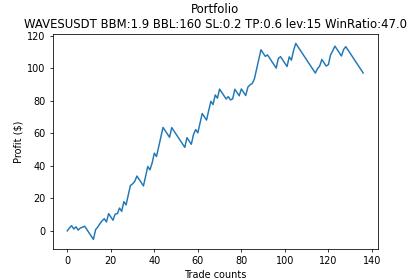 Portfolio
WAVESUSDT BBM:1.9 BBL:160 SL:0.2 TP:0.6 lev:15 WinRatio:47.0
120
100
80
60
40
20
0
Profit ($)
0 20 40 60 80 100 120 140
Trade counts